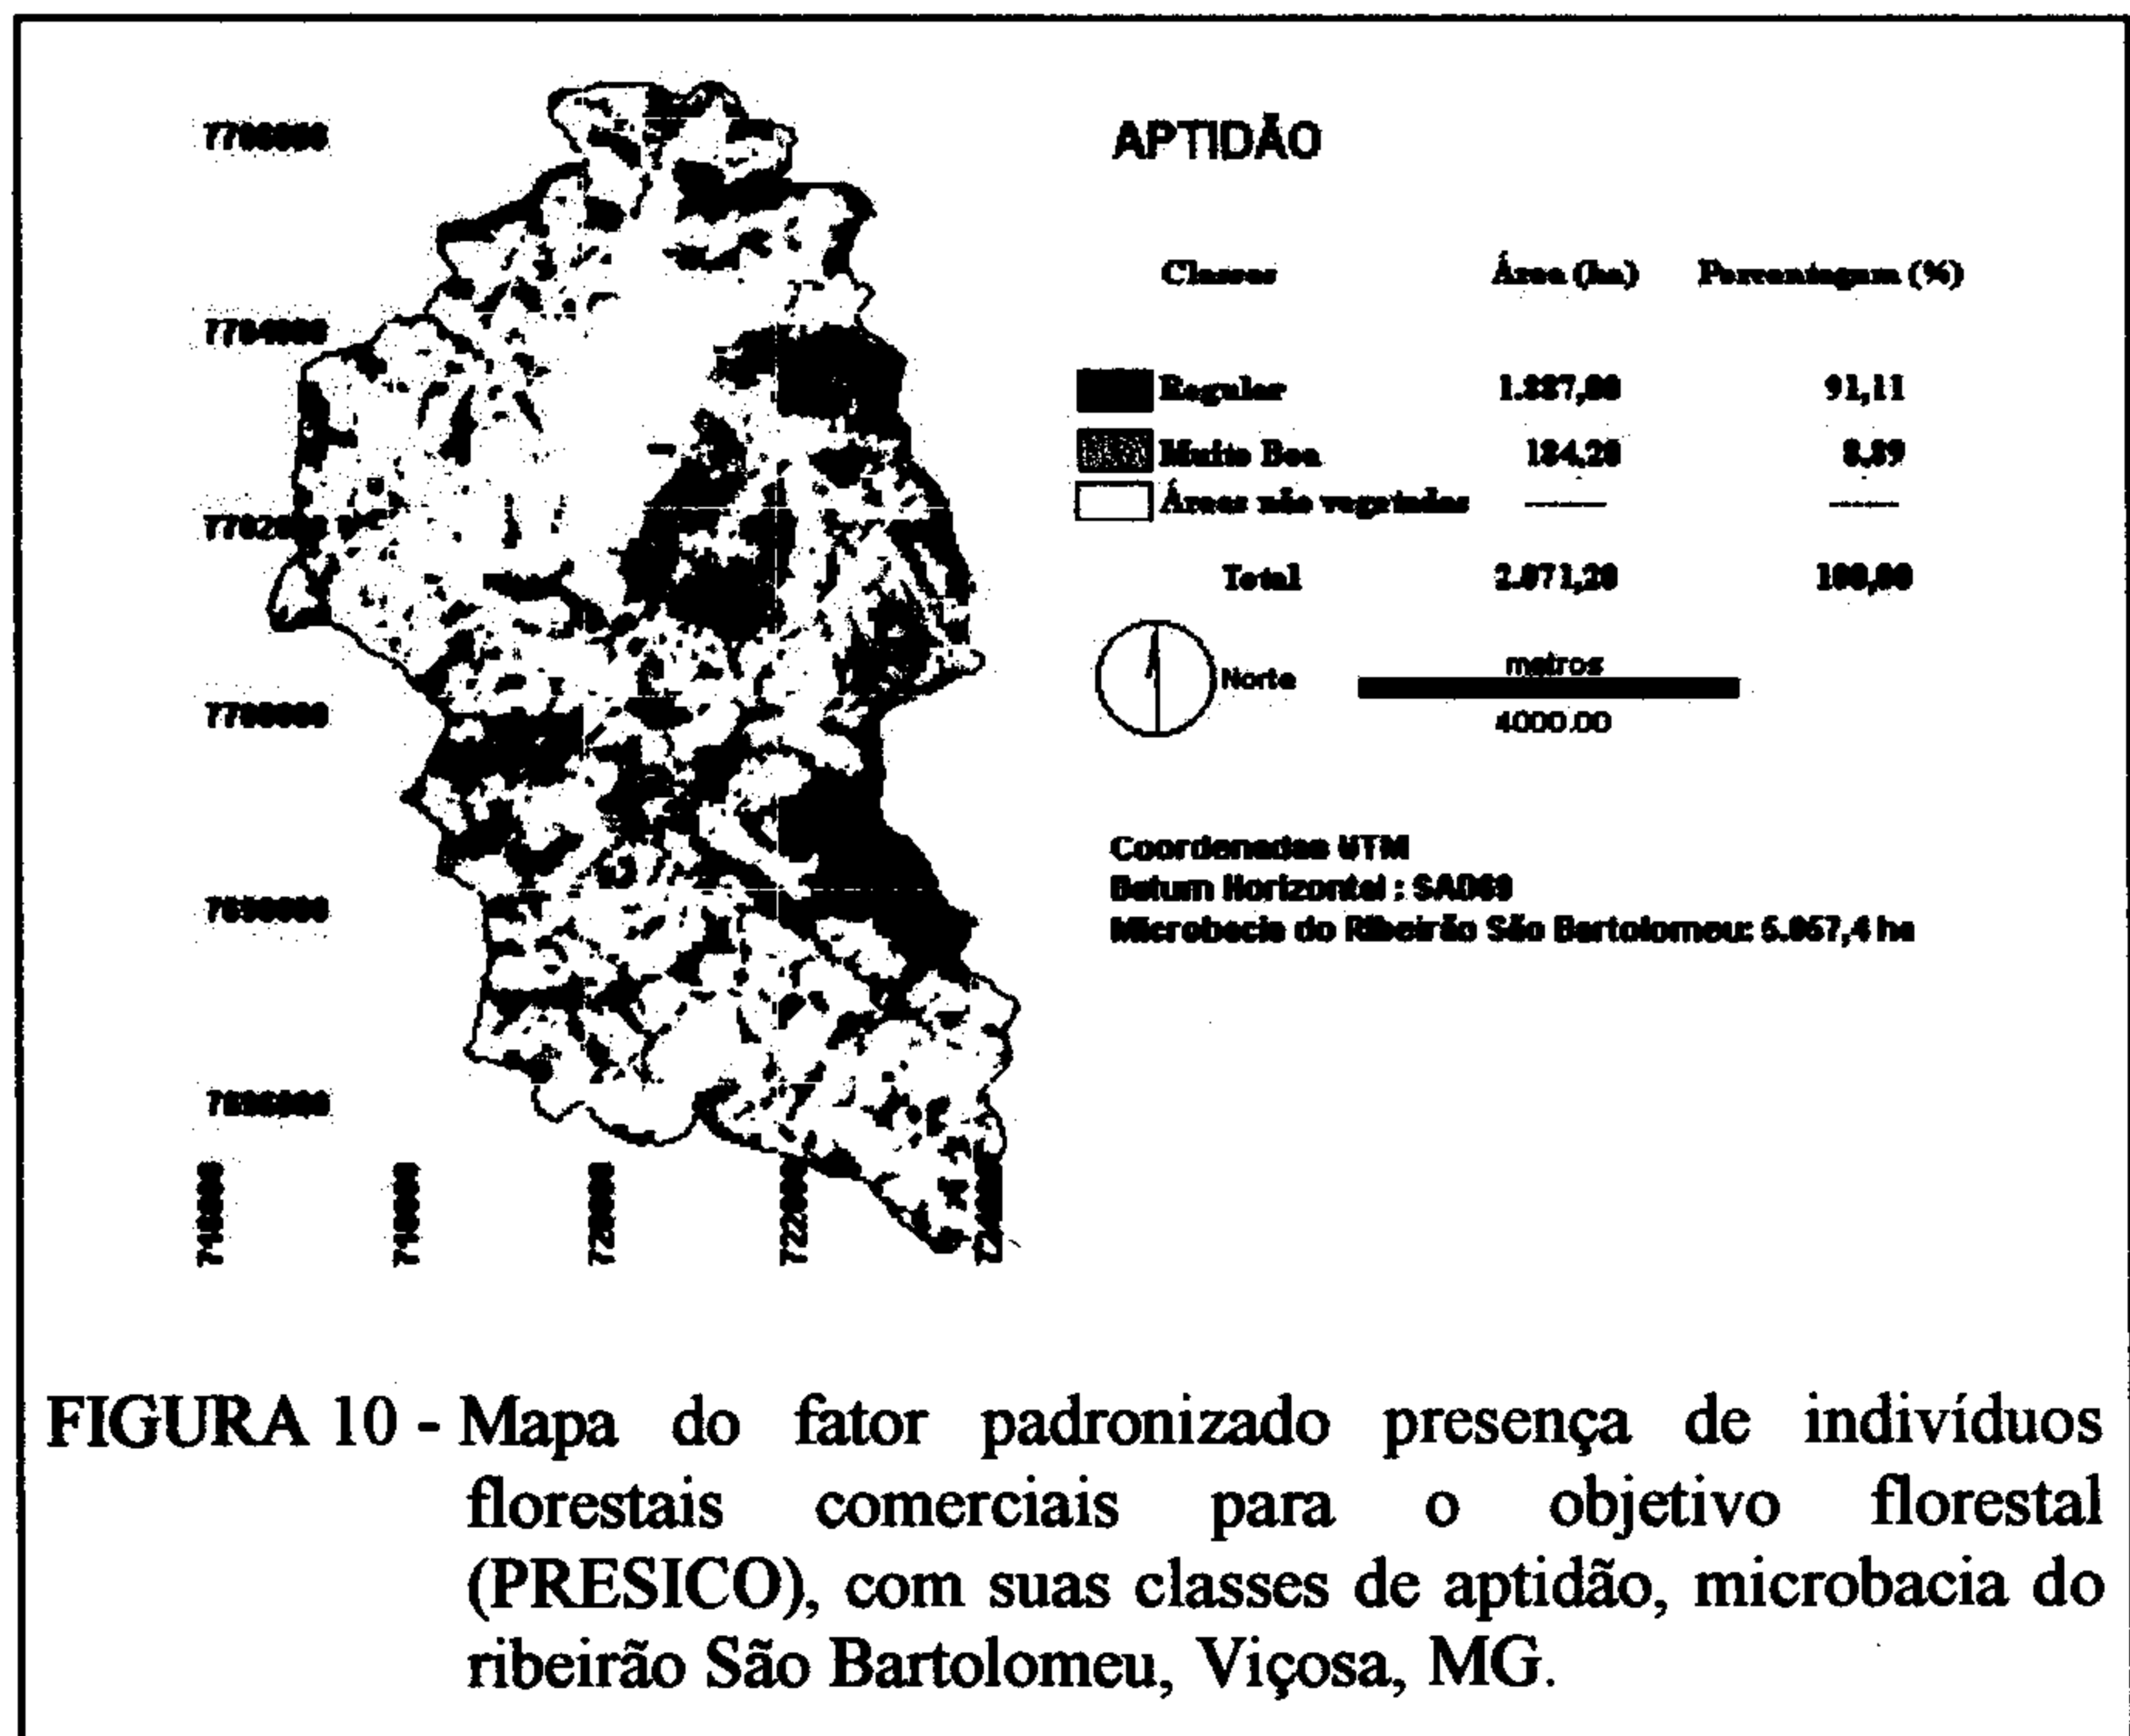 APTIDÃO
Classes Área (ha) Porcentagem (%)
Regular 1.887,00 91,11
Muito Boa 184,20 8,89
Áreas não vegetadas
Total 2.071,20 100,00
Norte
metros
4000.00
Coordenadas UTM
Datum Horizontal : SAD69
Microbacia do Ribeirão São Bartolomeu: 5.067,4 ha
FIGURA 10 - Mapa do fator padronizado presença de indivíduos
florestais comerciais para o objetivo florestal
(PRESICO), com suas classes de aptidão, microbacia do
ribeirão São Bartolomeu, Viçosa, MG.